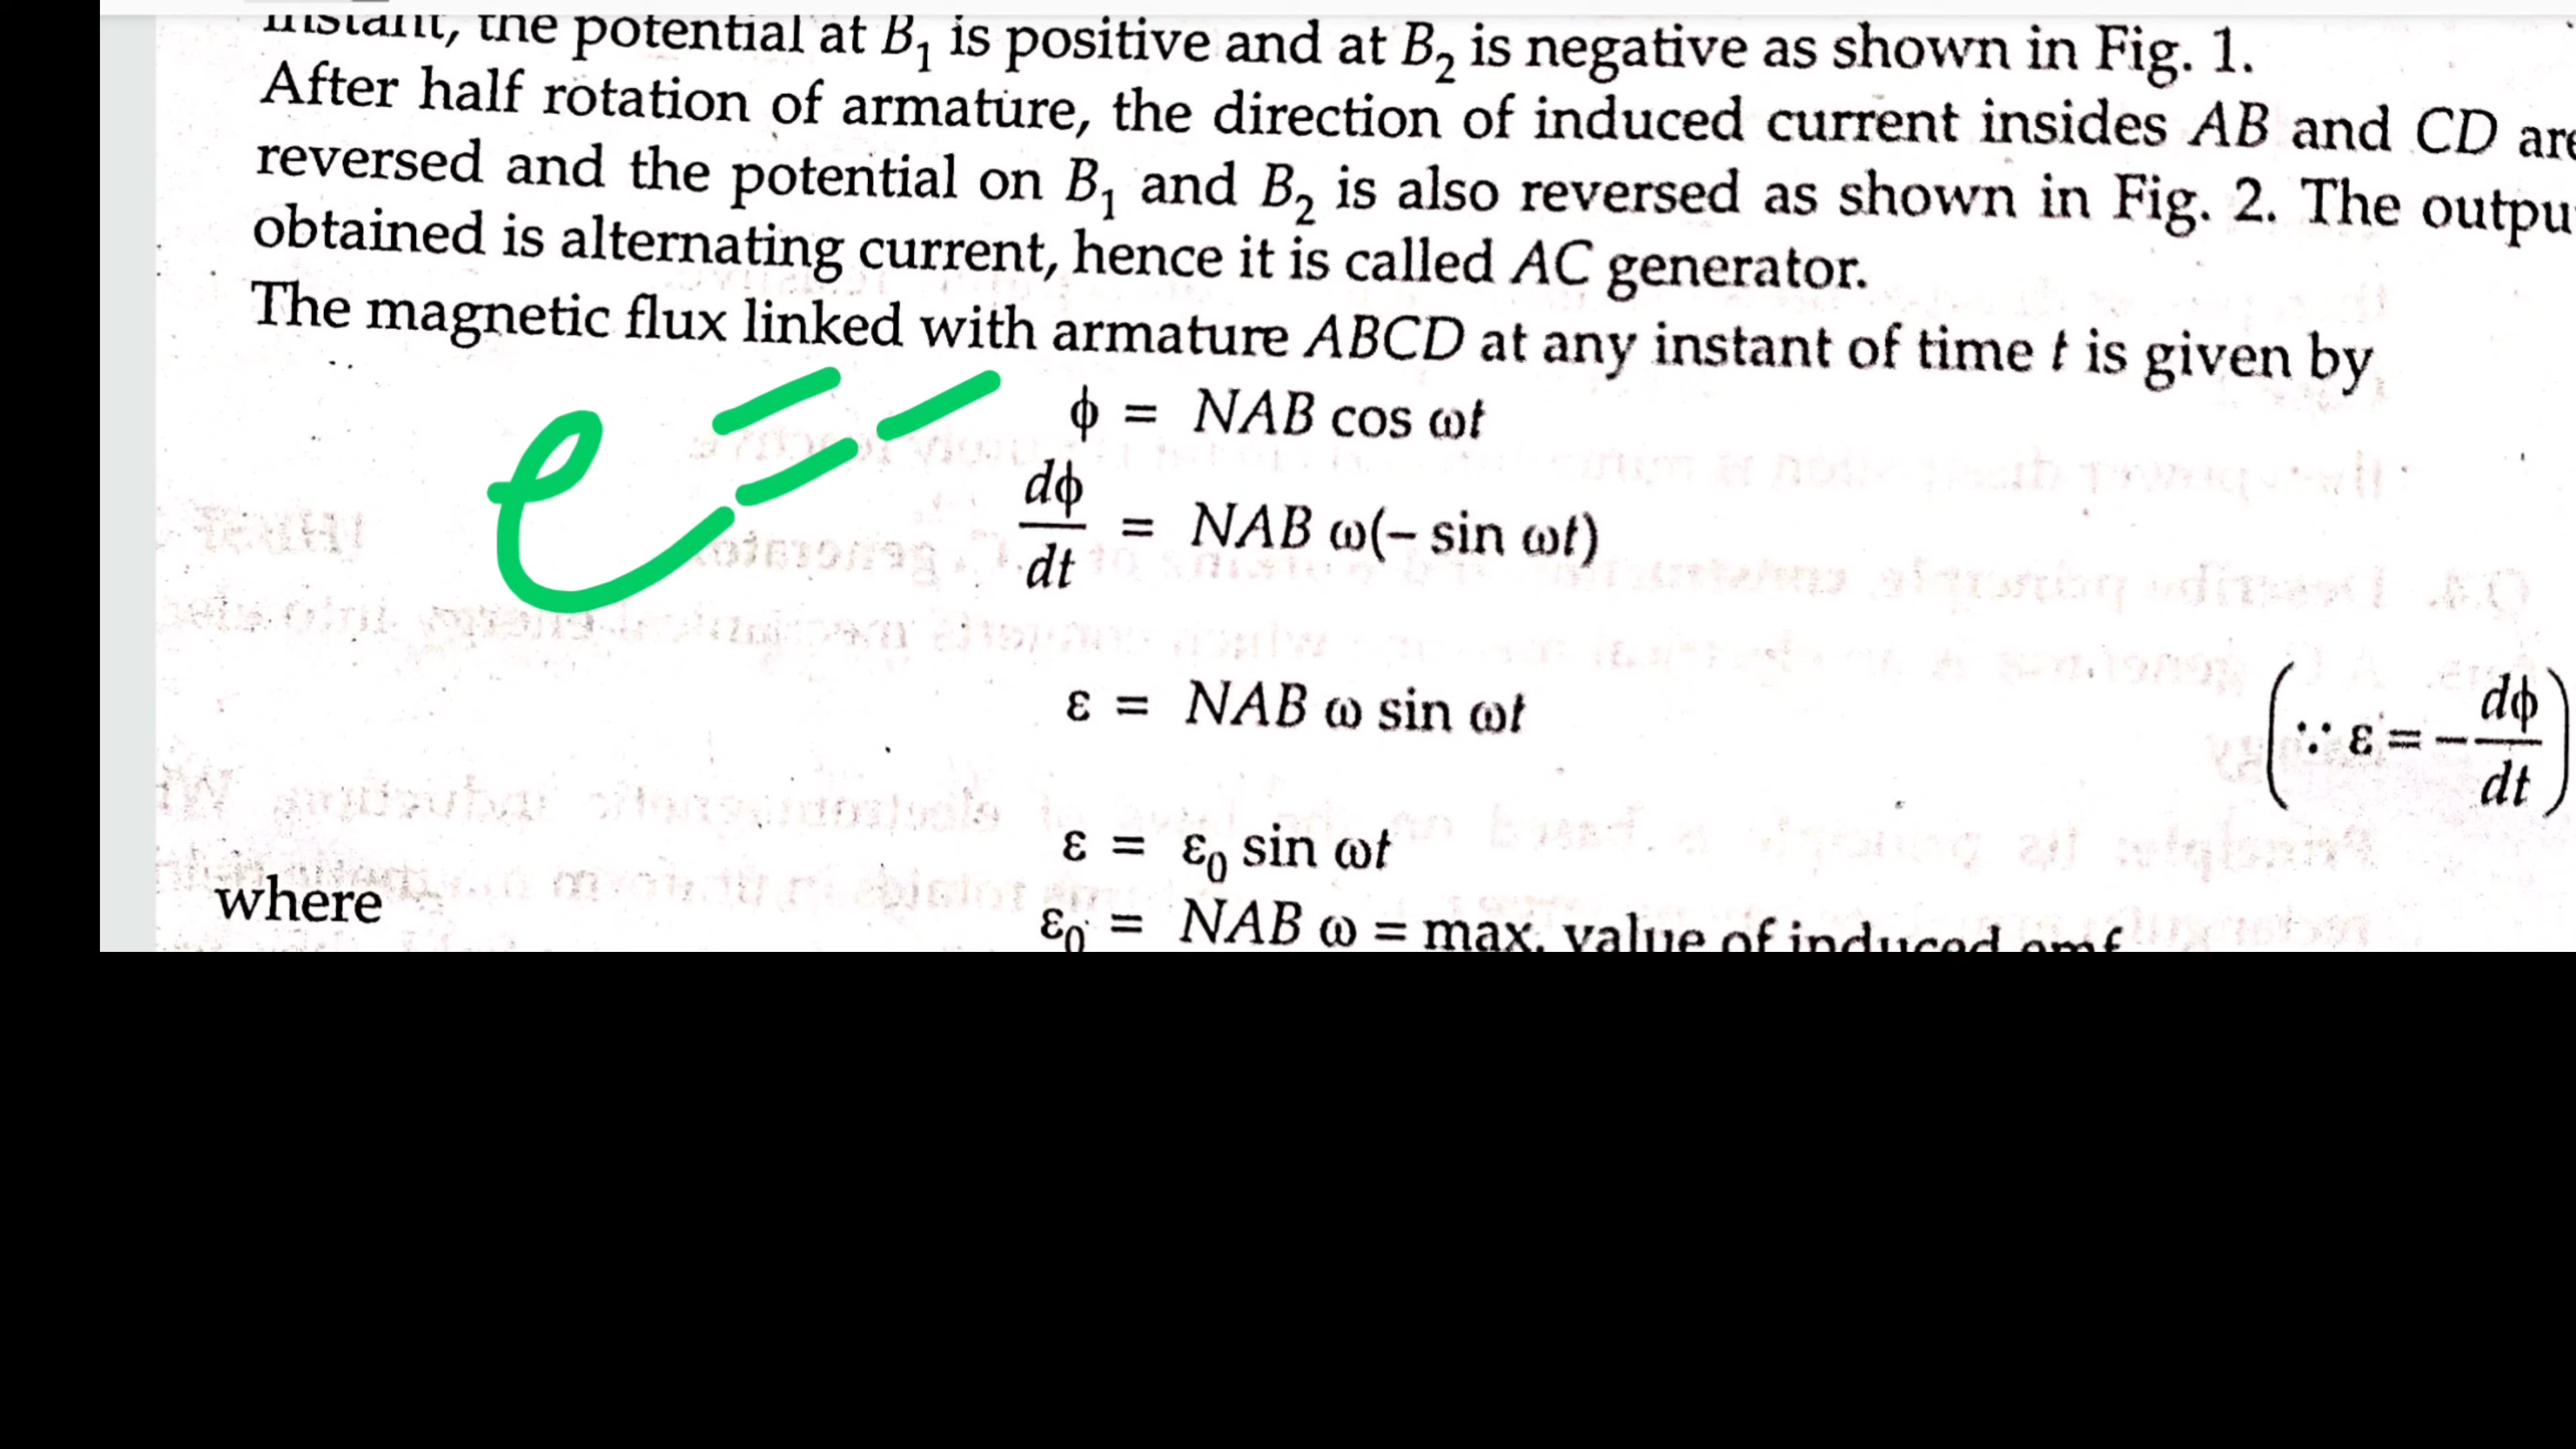 instant, the potential at B₁ is positive and at B₂ is negative as shown in Fig. 1.
After half rotation of armature, the direction of induced current insides AB and CD are
reversed and the potential on B₁ and B₂ is also reversed as shown in Fig. 2. The outpu
obtained is alternating current, hence it is called AC generator.
The magnetic flux linked with armature ABCD at any instant of time t is given by
e = -
ϕ = NAB cos ωt
dϕ/dt = NAB ω(– sin ωt)
ε = NAB ω sin ωt (∵ ε = – dϕ/dt)
ε = ε₀ sin ωt
where ε₀ = NAB ω = max. value of induced emf